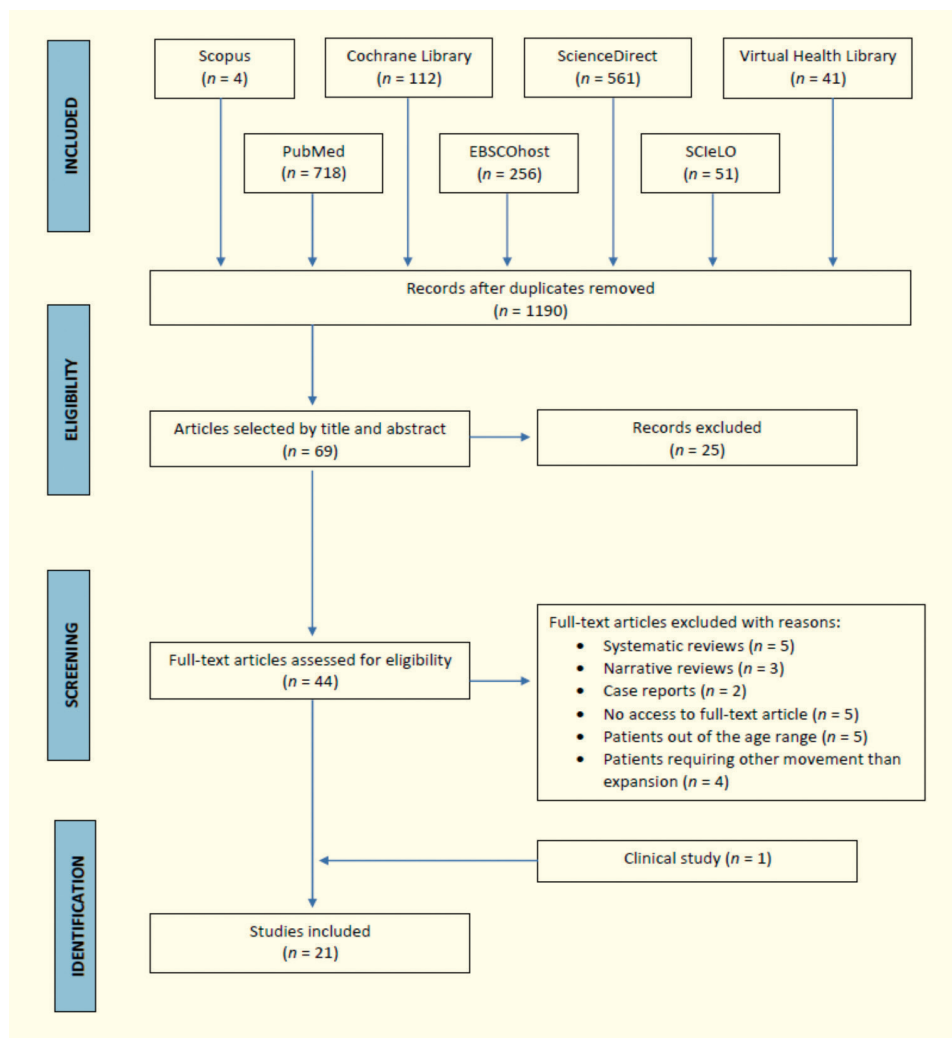 INCLUDED
Scopus
(n = 4)
Cochrane Library
(n = 112)
ScienceDirect
(n = 561)
Virtual Health Library
(n = 41)
PubMed
(n = 718)
EBSCOhost
(n = 256)
SCIeLO
(n = 51)
Records after duplicates removed
(n = 1190)
ELIGIBILITY
Articles selected by title and abstract
(n = 69)
Records excluded
(n = 25)
SCREENING
Full-text articles assessed for eligibility
(n = 44)
Full-text articles excluded with reasons:
• Systematic reviews (n = 5)
• Narrative reviews (n = 3)
• Case reports (n = 2)
• No access to full-text article (n = 5)
• Patients out of the age range (n = 5)
• Patients requiring other movement than
expansion (n = 4)
IDENTIFICATION
Clinical study (n = 1)
Studies included
(n = 21)